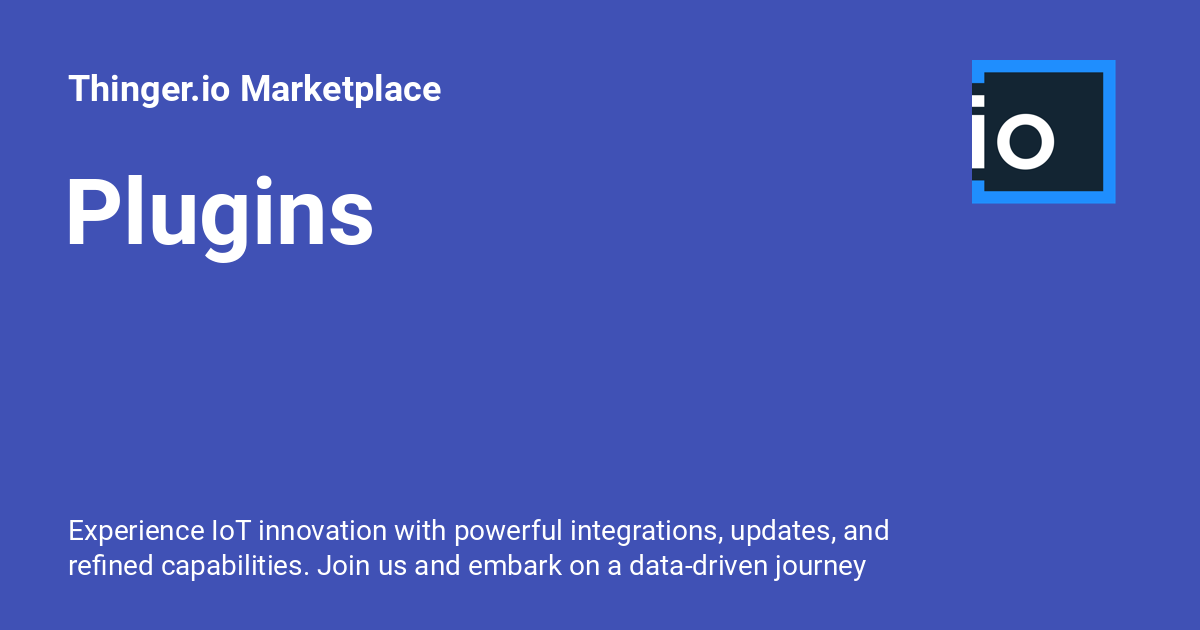 Thinger.io Marketplace
io
Plugins
Experience IoT innovation with powerful integrations, updates, and
refined capabilities. Join us and embark on a data-driven journey